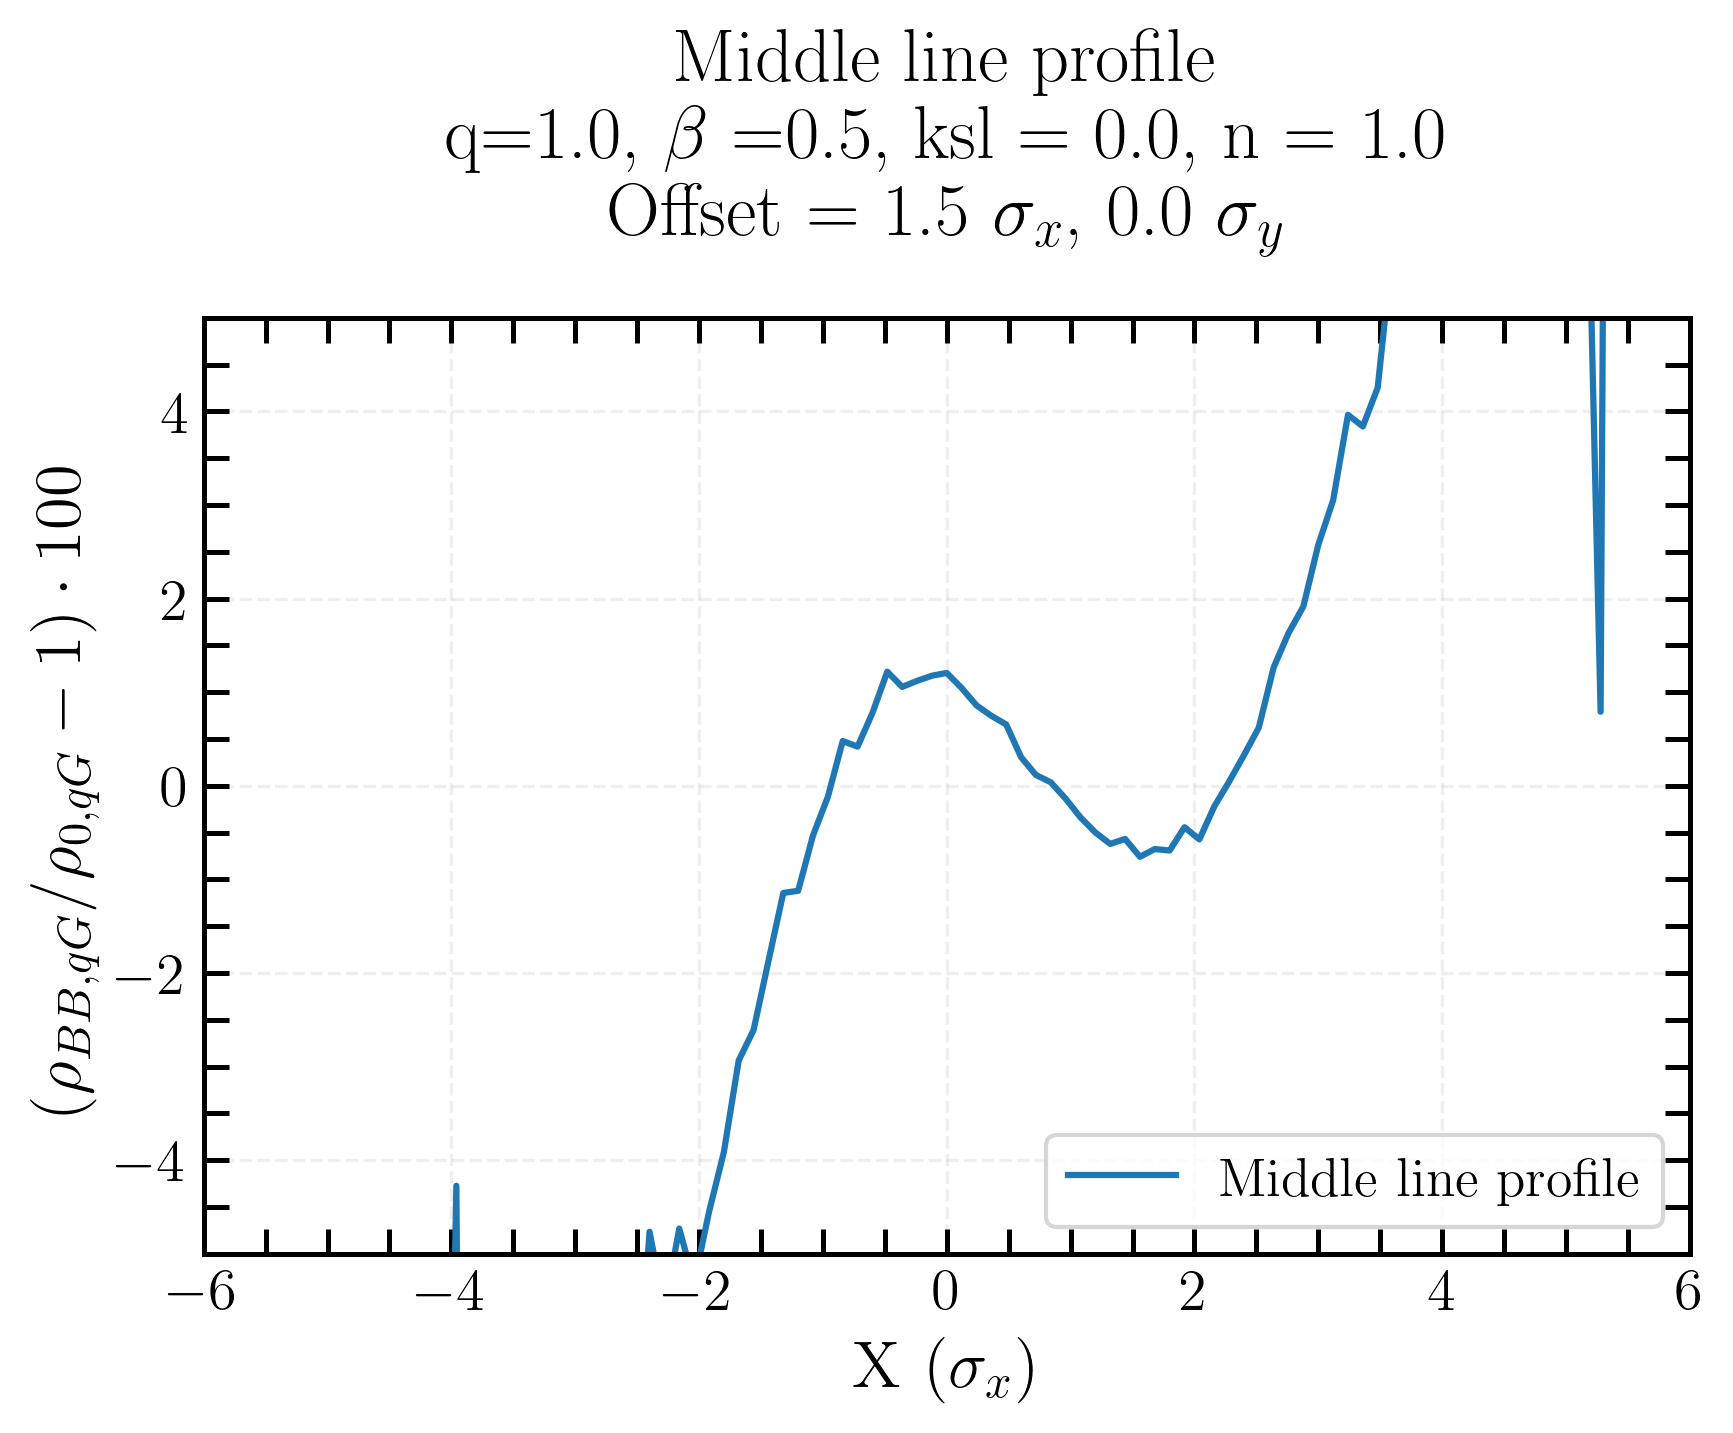 Middle line profile
q=1.0, β =0.5, ksl = 0.0, n = 1.0
Offset = 1.5 σ_x, 0.0 σ_y
(ρ_{BB,qG}/ρ_{0,qG} − 1) · 100
4
2
0
−2
−4
Middle line profile
−6 −4 −2 0 2 4 6
X (σ_x)